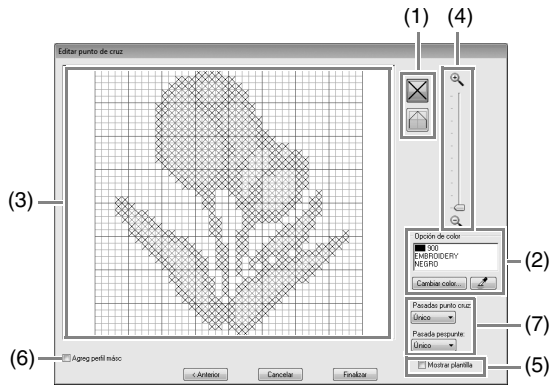 (1)
(4)
Editar punto de cruz
(3)
Opción de color
900
EMBROIDERY
NEGRO
(2)
Cambiar color...
Pasadas punto cruz
Único
(7)
Pasada pespunte:
Único
(6)
Agreg perfil másc
Mostrar plantilla
(5)
< Anterior
Cancelar
Finalizar